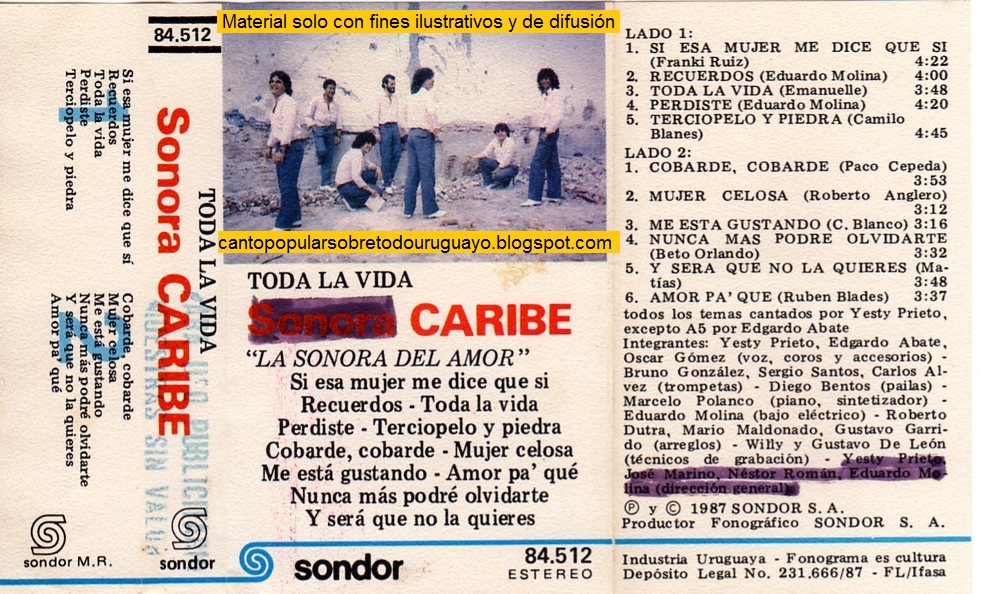 Material solo con fines ilustrativos y de difusión
84.512
Si esa mujer me dice que sí
Recuerdos
Toda la vida
Perdiste
Terciopelo y piedra
Cobarde, cobarde
Mujer celosa
Me está gustando
Nunca más podré olvidarte
Y será que no la quieres
Amor pa' qué
Sonora CARIBE
TODA LA VIDA
MUESTRAS SIN VALOR
sondor M.R.
sondor
cantopopularsobretodouruguayo.blogspot.com
TODA LA VIDA
Sonora CARIBE
"LA SONORA DEL AMOR"
Si esa mujer me dice que si
Recuerdos - Toda la vida
Perdiste - Terciopelo y piedra
Cobarde, cobarde - Mujer celosa
Me está gustando - Amor pa' qué
Nunca más podré olvidarte
Y será que no la quieres
sondor
84.512
ESTEREO
LADO 1:
1. SI ESA MUJER ME DICE QUE SI
(Franki Ruiz) 4:22
2. RECUERDOS (Eduardo Molina) 4:00
3. TODA LA VIDA (Emanuelle) 3:48
4. PERDISTE (Eduardo Molina) 4:20
5. TERCIOPELO Y PIEDRA (Camilo
Blanes) 4:45
LADO 2:
1. COBARDE, COBARDE (Paco Cepeda)
3:53
2. MUJER CELOSA (Roberto Anglero)
3:12
3. ME ESTA GUSTANDO (C. Blanco) 3:16
4. NUNCA MAS PODRE OLVIDARTE
(Beto Orlando) 3:32
5. Y SERA QUE NO LA QUIERES (Ma-
tías) 3:48
6. AMOR PA' QUE (Ruben Blades) 3:37
todos los temas cantados por Yesty Prieto,
excepto A5 por Edgardo Abate
Integrantes: Yesty Prieto, Edgardo Abate,
Oscar Gómez (voz, coros y accesorios) -
Bruno González, Sergio Santos, Carlos Al-
vez (trompetas) - Diego Bentos (pailas) -
Marcelo Polanco (piano, sintetizador) -
Eduardo Molina (bajo eléctrico) - Roberto
Dutra, Mario Maldonado, Gustavo Garri-
do (arreglos) - Willy y Gustavo De León
(técnicos de grabación) - Yesty Prieto,
José Marino, Néstor Román, Eduardo Mo-
lina (dirección general)
Ⓟ y © 1987 SONDOR S. A.
Productor Fonográfico SONDOR S. A.
Industria Uruguaya - Fonograma es cultura
Depósito Legal No. 231.666/87 - FL/Ifasa